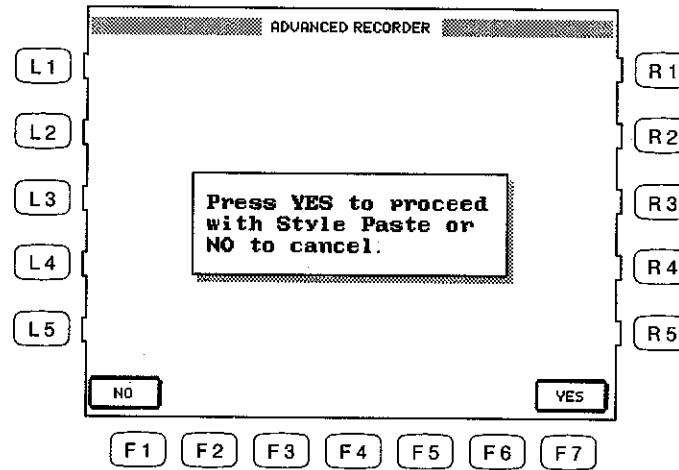 ADVANCED RECORDER
L1
R1
L2
R2
L3
R3
Press YES to proceed
with Style Paste or
NO to cancel.
L4
R4
L5
R5
NO
YES
F1 F2 F3 F4 F5 F6 F7